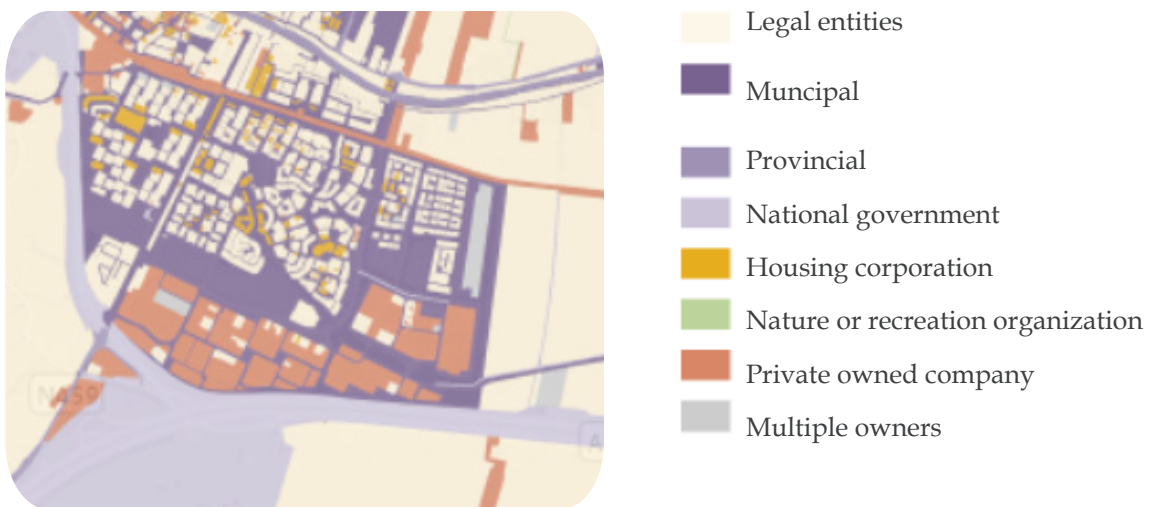 Legal entities
Muncipal
Provincial
National government
Housing corporation
Nature or recreation organization
Private owned company
Multiple owners
N459
A